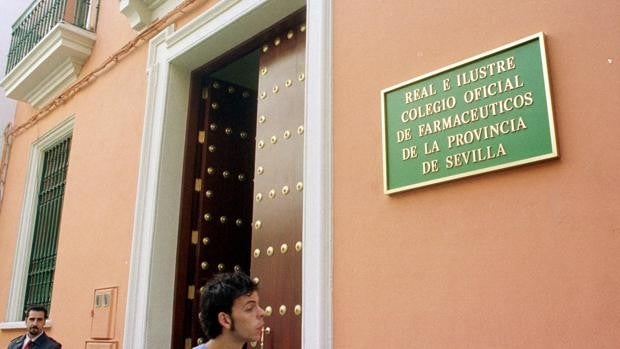 REAL E ILUSTRE
COLEGIO OFICIAL
DE FARMACEUTICOS
DE LA PROVINCIA
DE SEVILLA